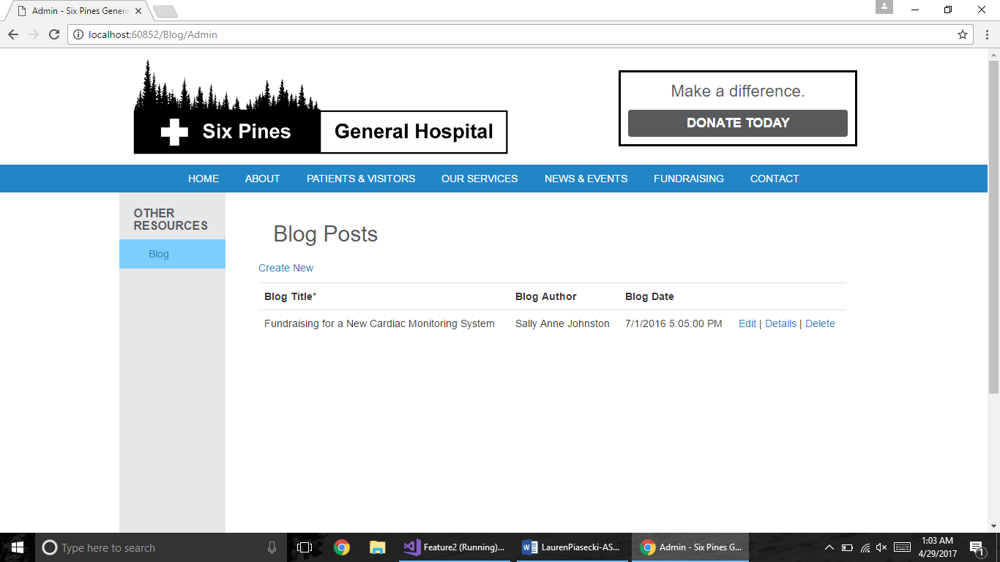 Admin - Six Pines Genera
localhost:60852/Blog/Admin
Six Pines General Hospital
Make a difference.
DONATE TODAY
HOME ABOUT PATIENTS & VISITORS OUR SERVICES NEWS & EVENTS FUNDRAISING CONTACT
OTHER
RESOURCES
Blog
Blog Posts
Create New
Blog Title* Blog Author Blog Date
Fundraising for a New Cardiac Monitoring System Sally Anne Johnston 7/1/2016 5:05:00 PM Edit | Details | Delete
Type here to search
Feature2 (Running)...
LaurenPiasecki-AS...
Admin - Six Pines G...
1:03 AM
4/29/2017
1